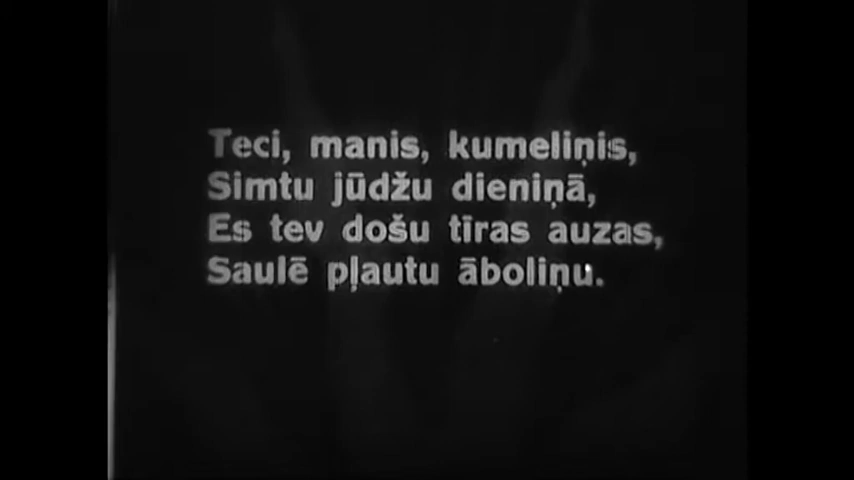 Teci, manis, kumeliņis,
Simtu jūdžu dieniņā,
Es tev došu tīras auzas,
Saulē pļautu āboliņu.